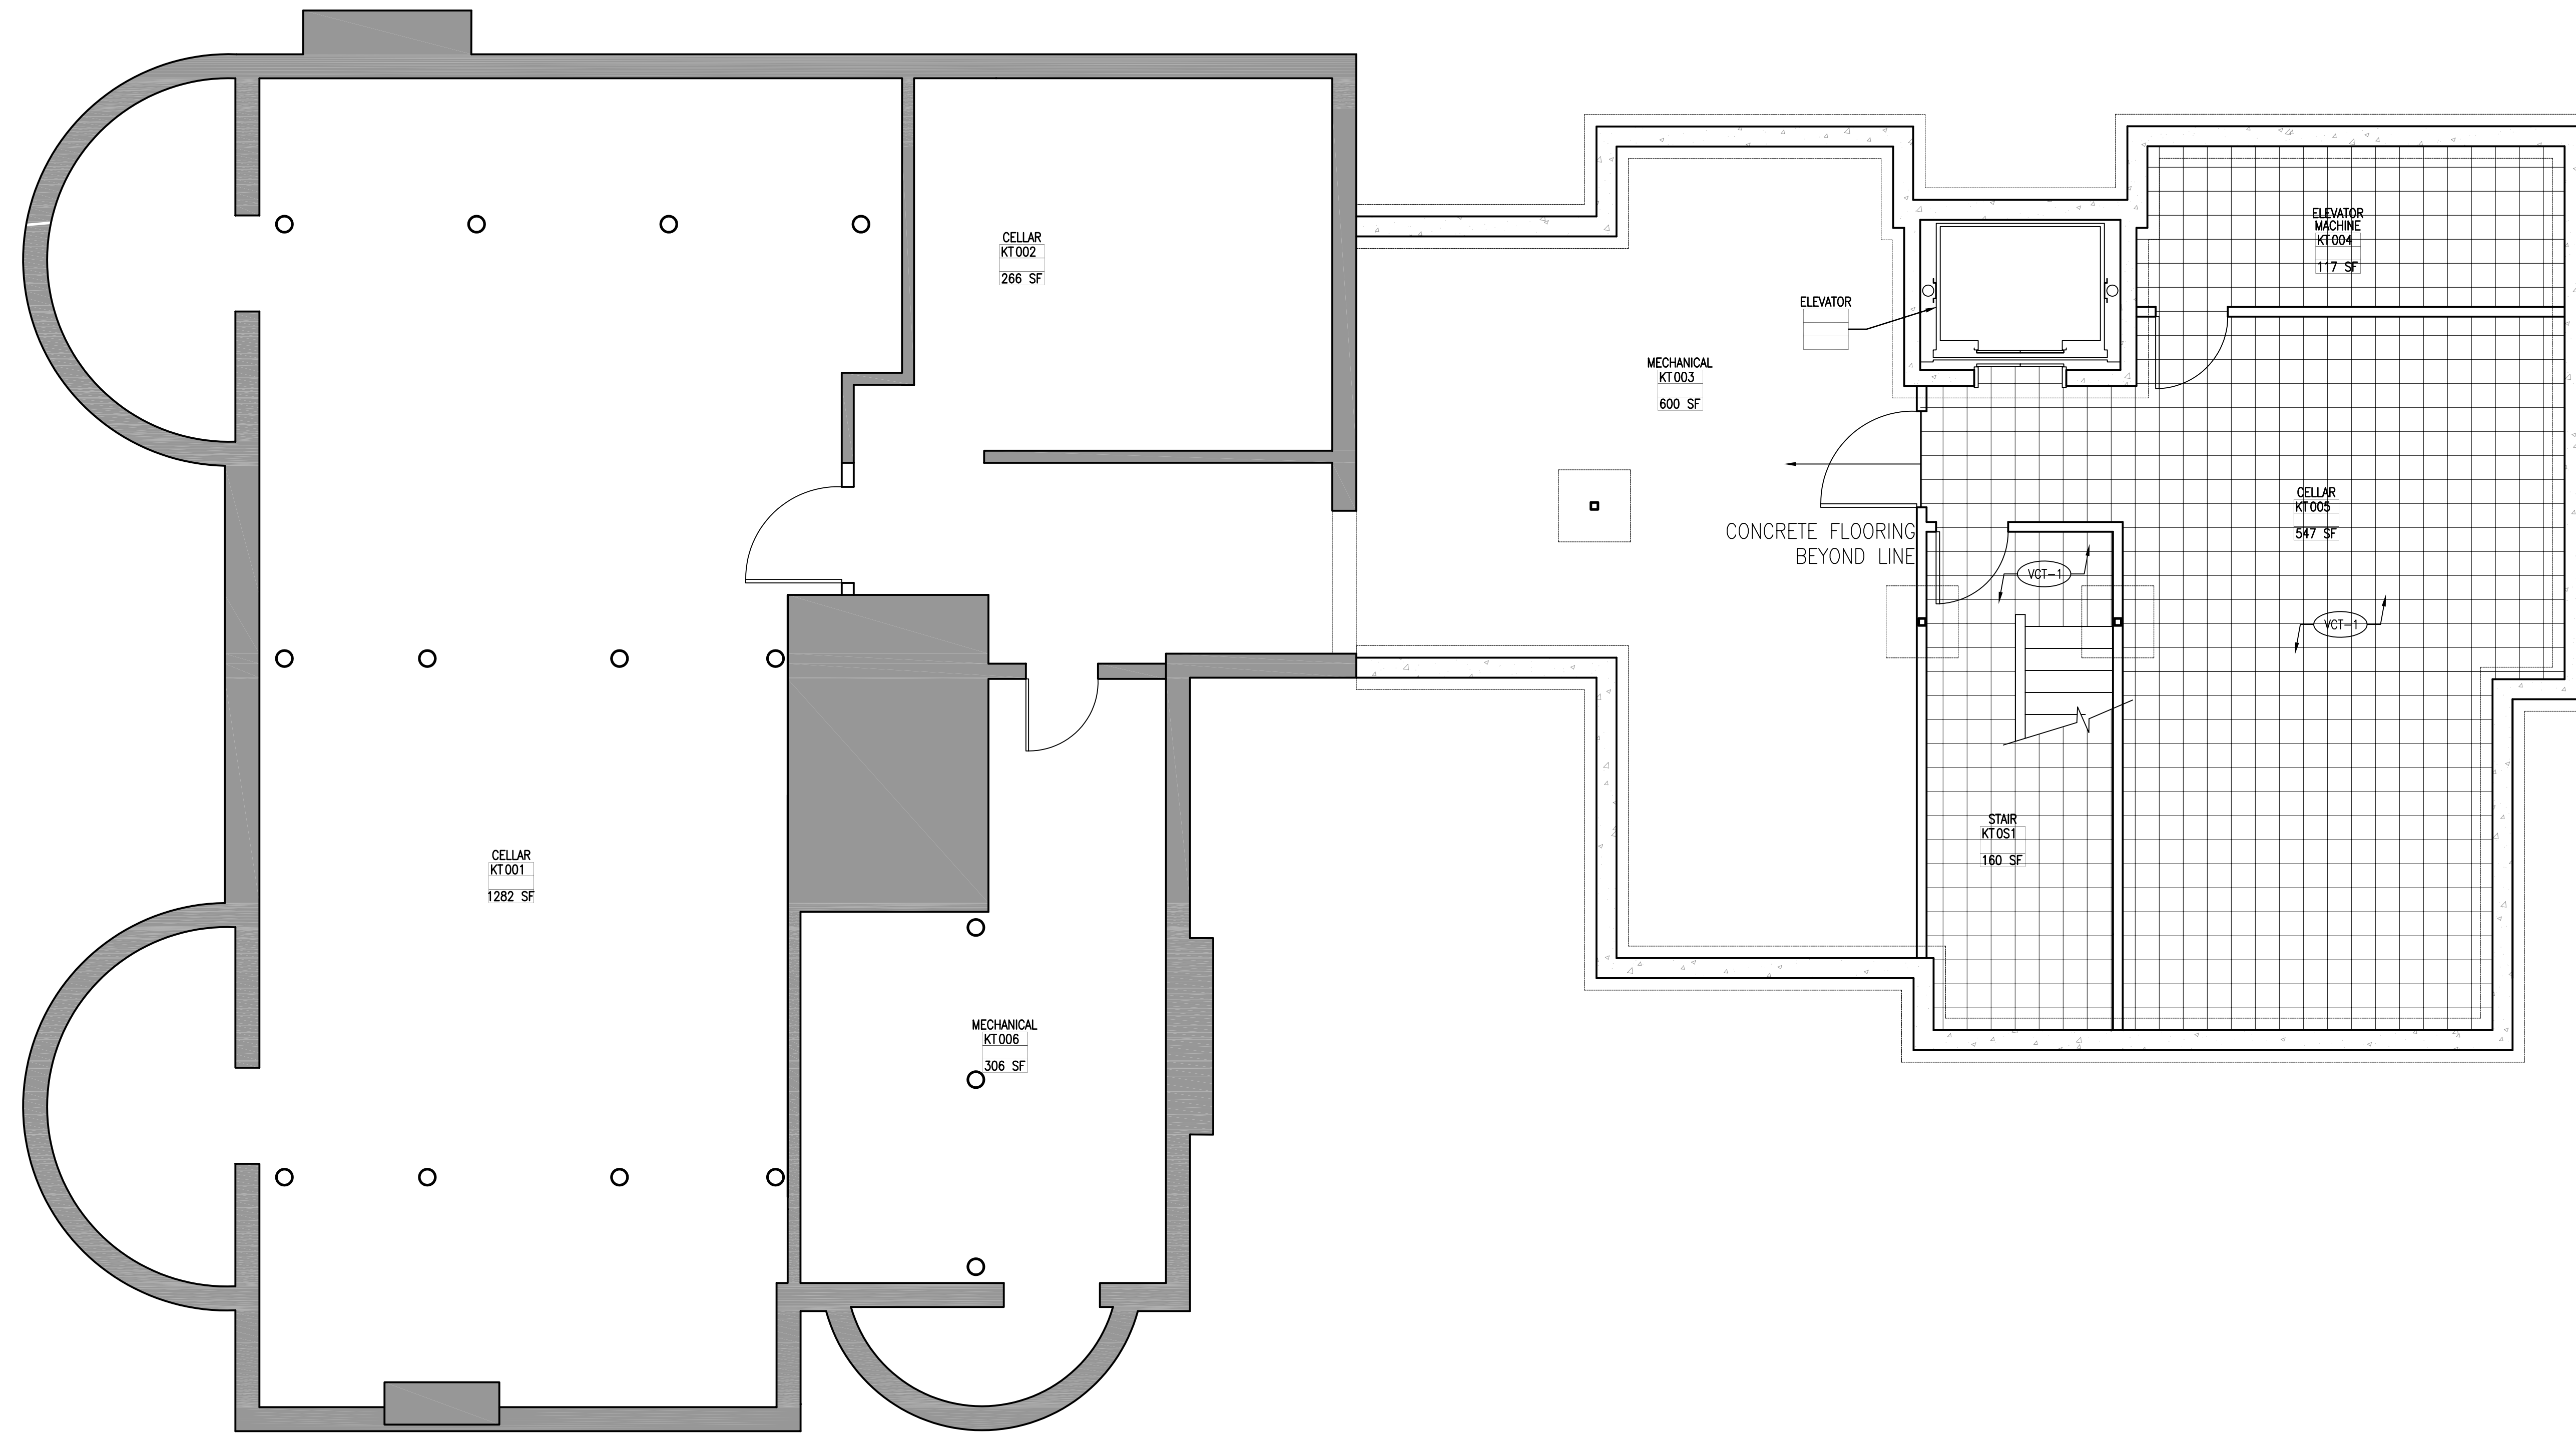 CELLAR
KT002
266 SF
ELEVATOR
MACHINE
KT004
117 SF
ELEVATOR
MECHANICAL
KT003
600 SF
CONCRETE FLOORING
BEYOND LINE
CELLAR
KT005
547 SF
VCT-1
VCT-1
STAIR
KT0S1
160 SF
CELLAR
KT001
1282 SF
MECHANICAL
KT006
306 SF